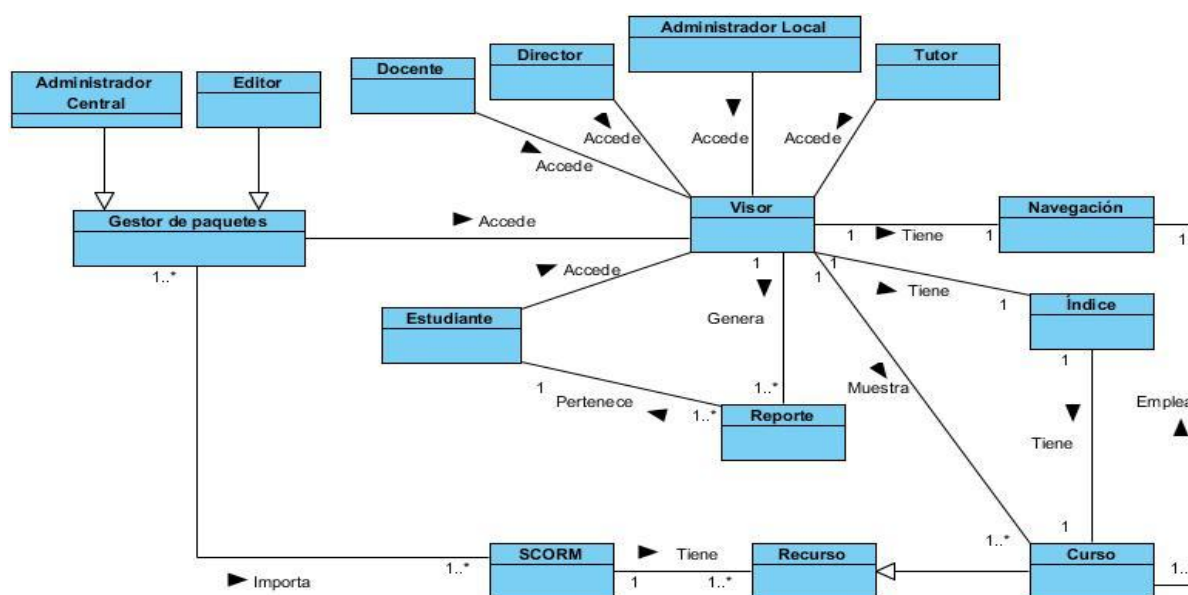 Administrador Local
Director
Tutor
Docente
Administrador
Central
Editor
Accede
Accede
Accede
Accede
Gestor de paquetes
Accede
Visor
Navegación
1..*
1
Tiene
1
1
Accede
1
1
1
Tiene
1
Índice
Estudiante
Genera
1
Muestra
1
Pertenece
1..*
1..*
Reporte
Emplea
Tiene
1
1..*
SCORM
Tiene
Recurso
Curso
1..*
Importa
1
1..*
1..